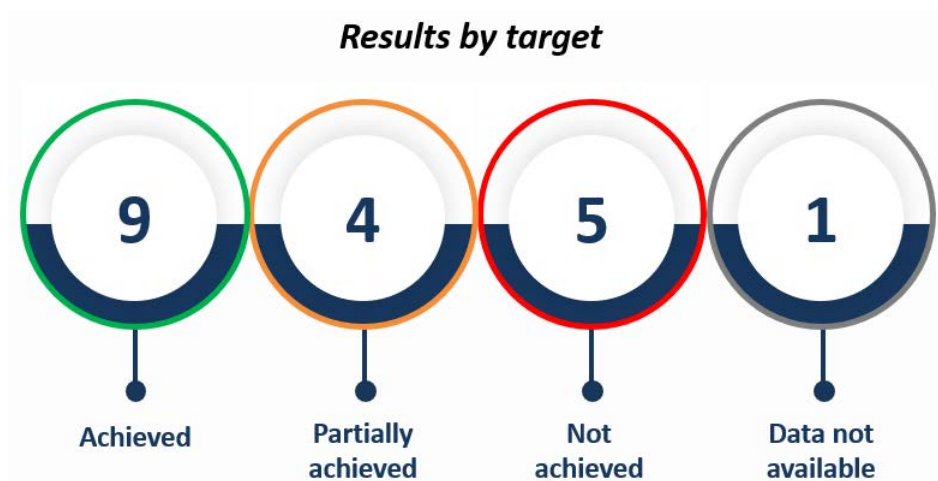 Results by target
9
4
5
1
Achieved
Partially
achieved
Not
achieved
Data not
available